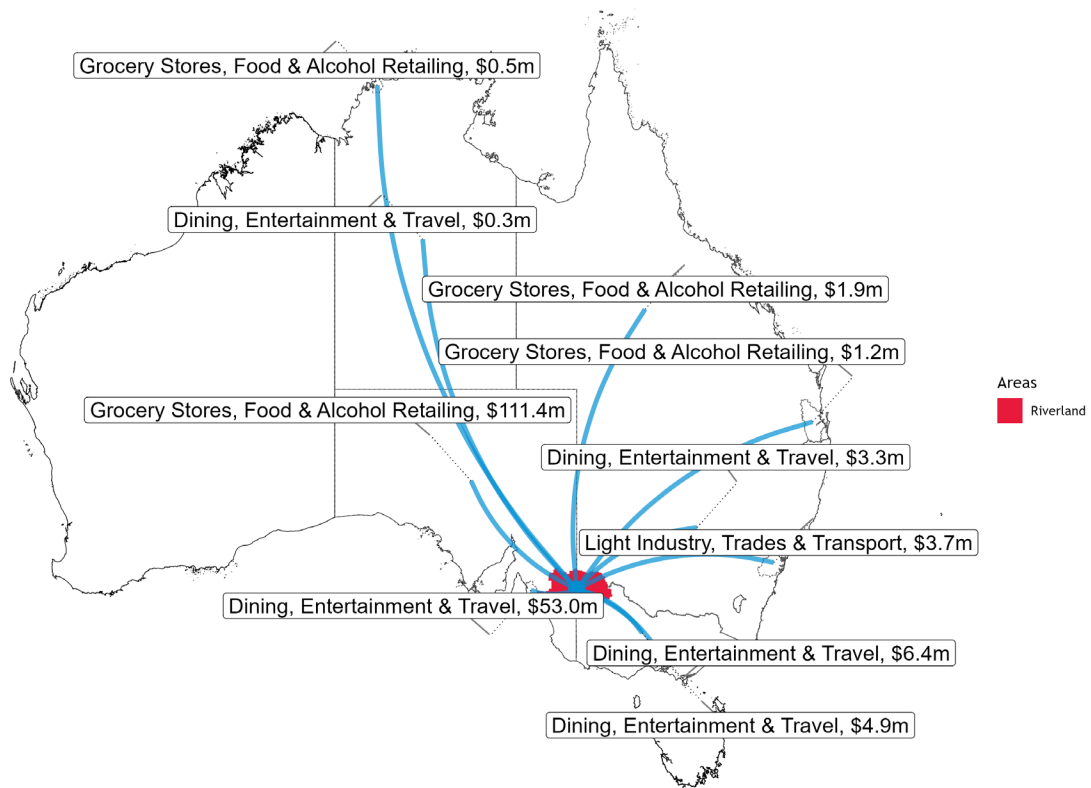 Grocery Stores, Food & Alcohol Retailing, $0.5m
Dining, Entertainment & Travel, $0.3m
Grocery Stores, Food & Alcohol Retailing, $1.9m
Grocery Stores, Food & Alcohol Retailing, $1.2m
Areas
Riverland
Grocery Stores, Food & Alcohol Retailing, $111.4m
Dining, Entertainment & Travel, $3.3m
Light Industry, Trades & Transport, $3.7m
Dining, Entertainment & Travel, $53.0m
Dining, Entertainment & Travel, $6.4m
Dining, Entertainment & Travel, $4.9m